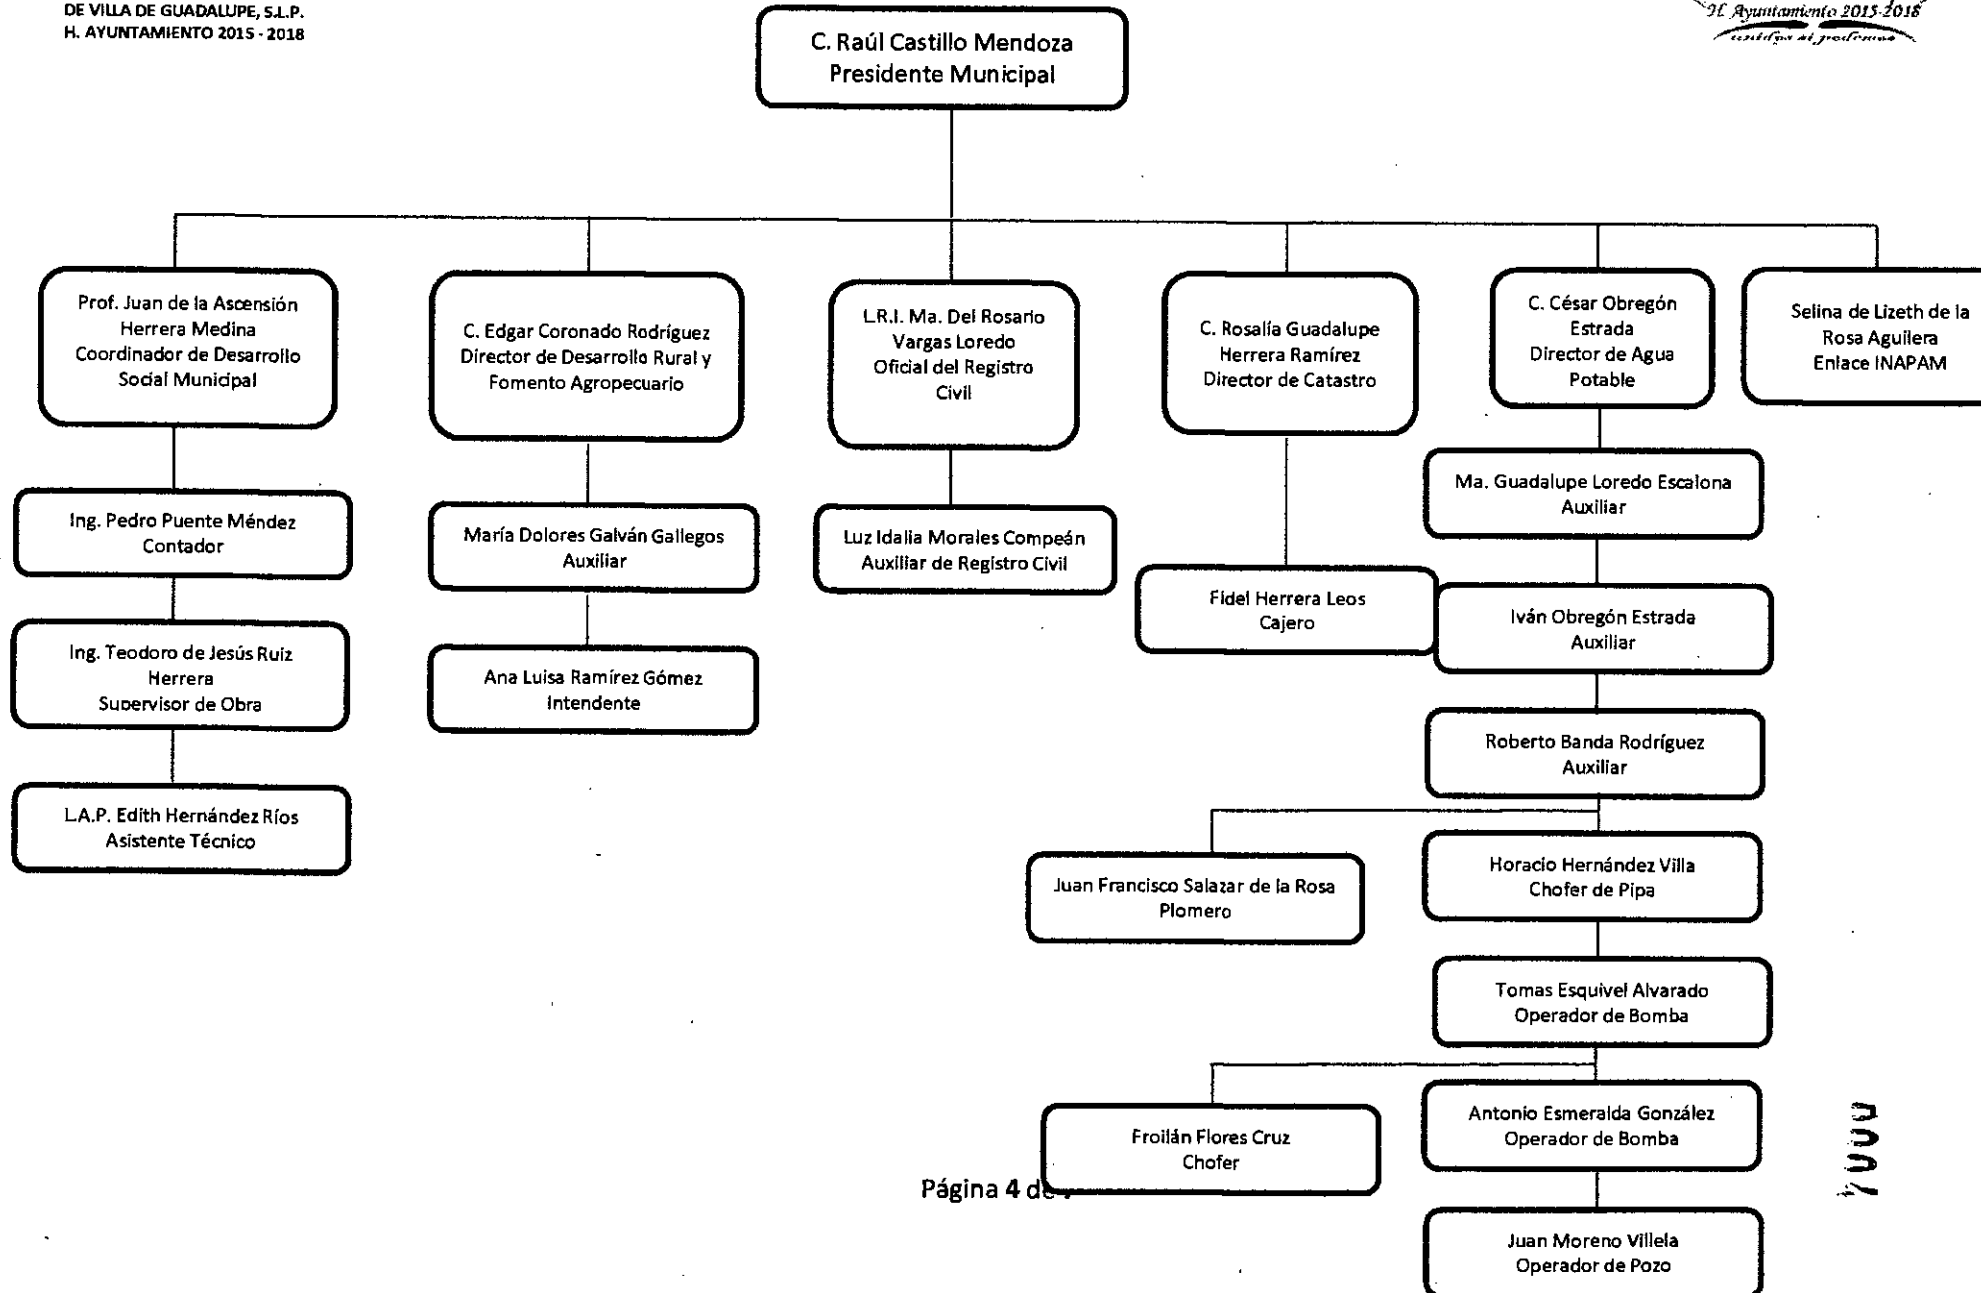 DE VILLA DE GUADALUPE, S.L.P.
H. AYUNTAMIENTO 2015 - 2018
H. Ayuntamiento 2015-2018
C. Raúl Castillo Mendoza
Presidente Municipal
Prof. Juan de la Ascensión
Herrera Medina
Coordinador de Desarrollo
Social Municipal
C. Edgar Coronado Rodríguez
Director de Desarrollo Rural y
Fomento Agropecuario
L.R.I. Ma. Del Rosario
Vargas Loredo
Oficial del Registro
Civil
C. Rosalía Guadalupe
Herrera Ramírez
Director de Catastro
C. César Obregón
Estrada
Director de Agua
Potable
Selina de Lizeth de la
Rosa Aguilera
Enlace INAPAM
Ing. Pedro Puente Méndez
Contador
María Dolores Galván Gallegos
Auxiliar
Luz Idalia Morales Compeán
Auxiliar de Registro Civil
Fidel Herrera Leos
Cajero
Ma. Guadalupe Loredo Escalona
Auxiliar
Iván Obregón Estrada
Auxiliar
Ing. Teodoro de Jesús Ruiz
Herrera
Supervisor de Obra
Ana Luisa Ramírez Gómez
Intendente
Roberto Banda Rodríguez
Auxiliar
L.A.P. Edith Hernández Ríos
Asistente Técnico
Juan Francisco Salazar de la Rosa
Plomero
Horacio Hernández Villa
Chofer de Pipa
Tomas Esquivel Alvarado
Operador de Bomba
Froilán Flores Cruz
Chofer
Antonio Esmeralda González
Operador de Bomba
Juan Moreno Villela
Operador de Pozo
Página 4 de